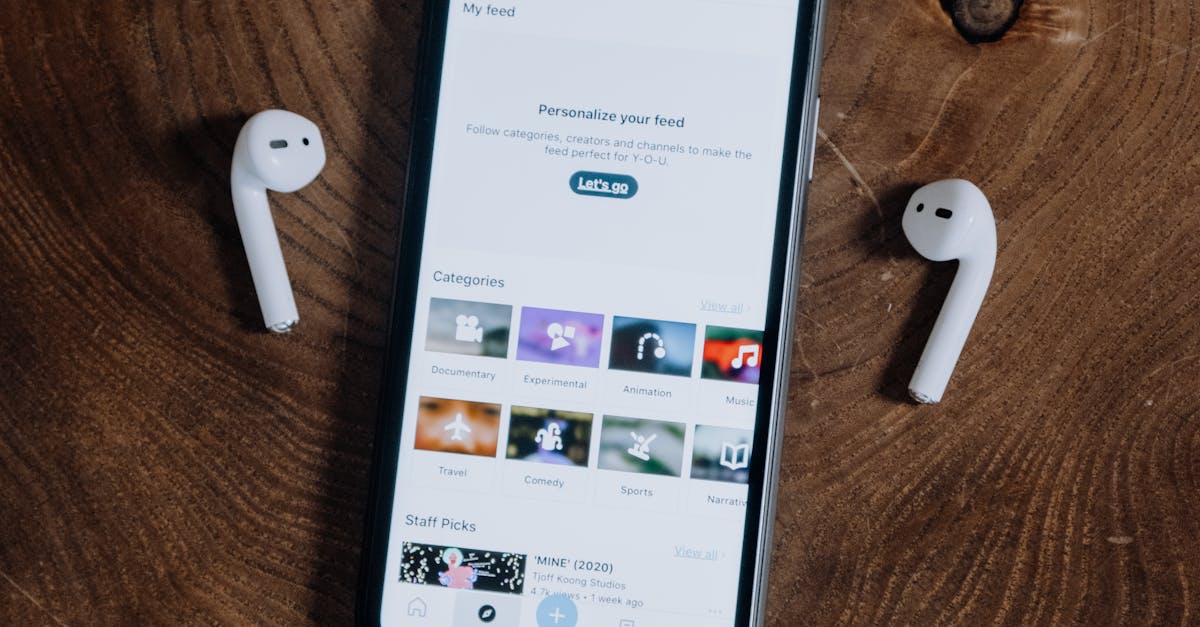 My feed
Personalize your feed
Follow categories, creators and channels to make the
feed perfect for Y-O-U.
Let's go
Categories
View all
Documentary
Experimental
Animation
Music
Travel
Comedy
Sports
Narrativ
Staff Picks
View all
'MINE' (2020)
Tjoff Koong Studios
4.7k views • 1 week ago